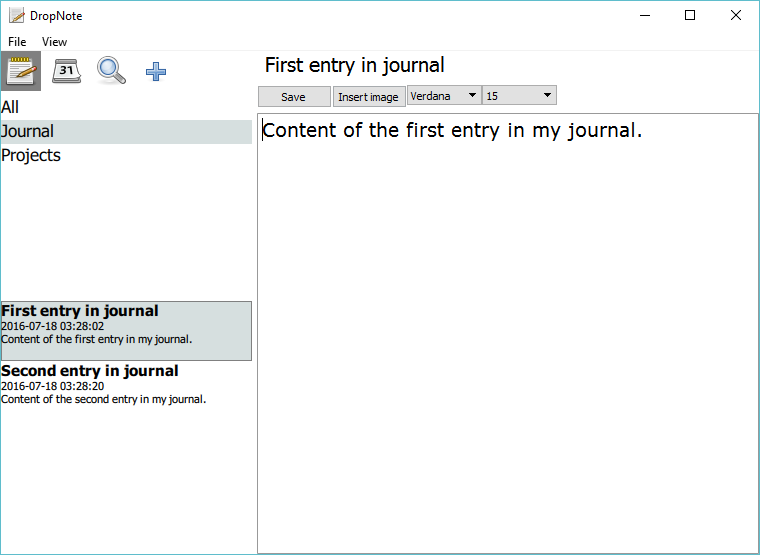 DropNote
File View
31
All
Journal
Projects
First entry in journal
2016-07-18 03:28:02
Content of the first entry in my journal.
Second entry in journal
2016-07-18 03:28:20
Content of the second entry in my journal.
First entry in journal
Save Insert image Verdana 15
Content of the first entry in my journal.